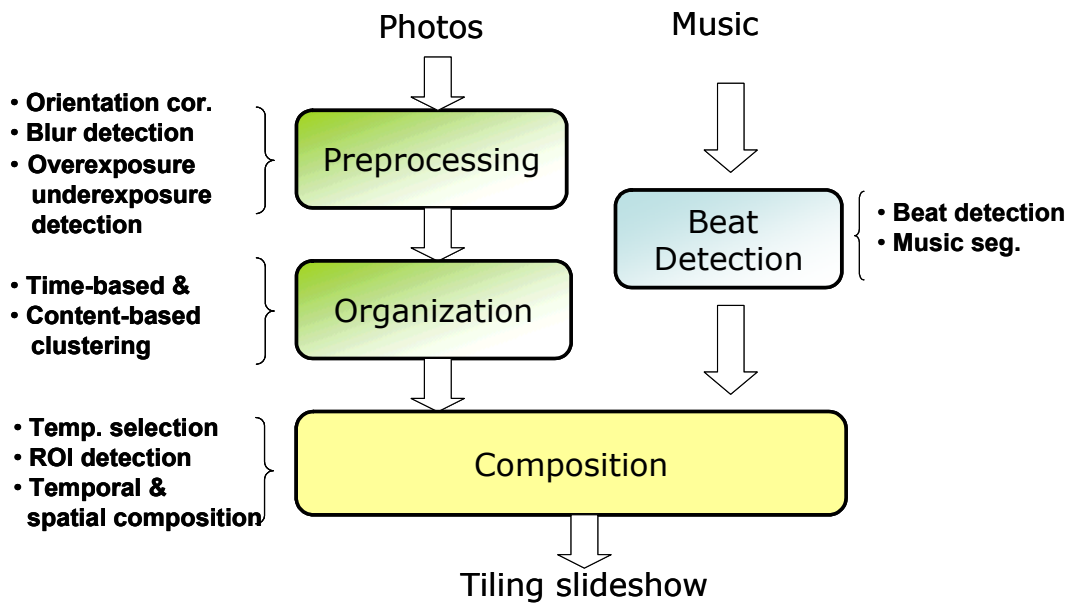 Photos
Music
• Orientation cor.
• Blur detection
• Overexposure
underexposure
detection
Preprocessing
Beat
Detection
• Beat detection
• Music seg.
• Time-based &
• Content-based
clustering
Organization
• Temp. selection
• ROI detection
• Temporal &
spatial composition
Composition
Tiling slideshow